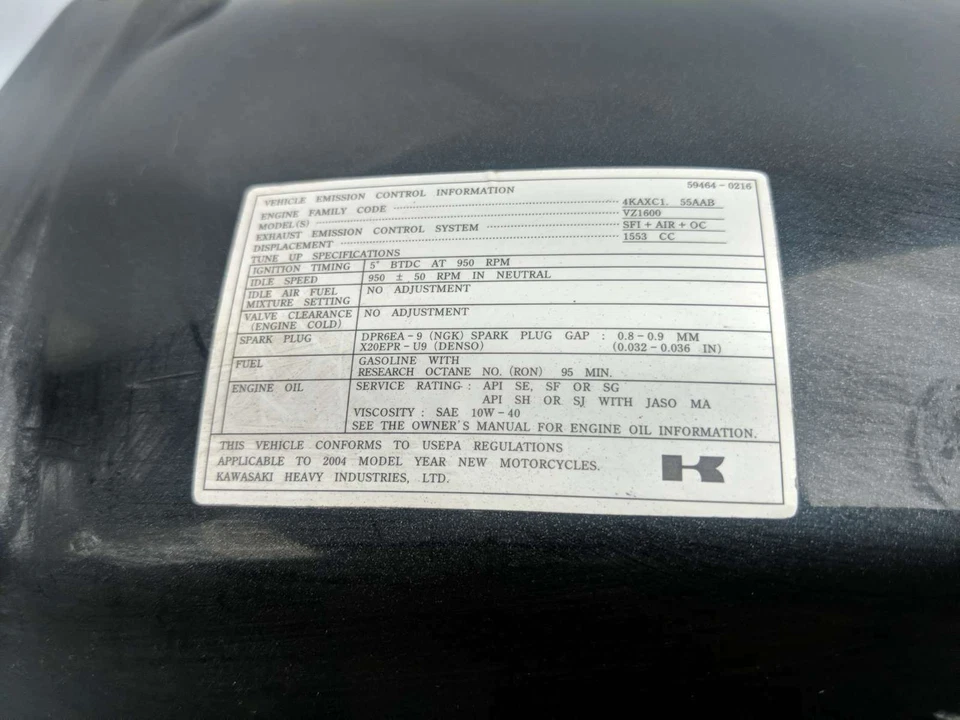 VEHICLE EMISSION CONTROL INFORMATION 59464-0216
ENGINE FAMILY CODE 4KAXC1. 55AAB
MODEL(S) VZ1600
EXHAUST EMISSION CONTROL SYSTEM SFI + AIR + OC
DISPLACEMENT 1553 CC
TUNE UP SPECIFICATIONS
IGNITION TIMING 5° BTDC AT 950 RPM
IDLE SPEED 950 ± 50 RPM IN NEUTRAL
IDLE AIR FUEL NO ADJUSTMENT
MIXTURE SETTING
VALVE CLEARANCE NO ADJUSTMENT
(ENGINE COLD)
SPARK PLUG DPR6EA-9 (NGK) SPARK PLUG GAP : 0.8-0.9 MM
X20EPR-U9 (DENSO) (0.032-0.036 IN)
FUEL GASOLINE WITH
RESEARCH OCTANE NO. (RON) 95 MIN.
ENGINE OIL SERVICE RATING : API SE, SF OR SG
API SH OR SJ WITH JASO MA
VISCOSITY : SAE 10W-40
SEE THE OWNER'S MANUAL FOR ENGINE OIL INFORMATION.
THIS VEHICLE CONFORMS TO USEPA REGULATIONS
APPLICABLE TO 2004 MODEL YEAR NEW MOTORCYCLES.
KAWASAKI HEAVY INDUSTRIES, LTD.